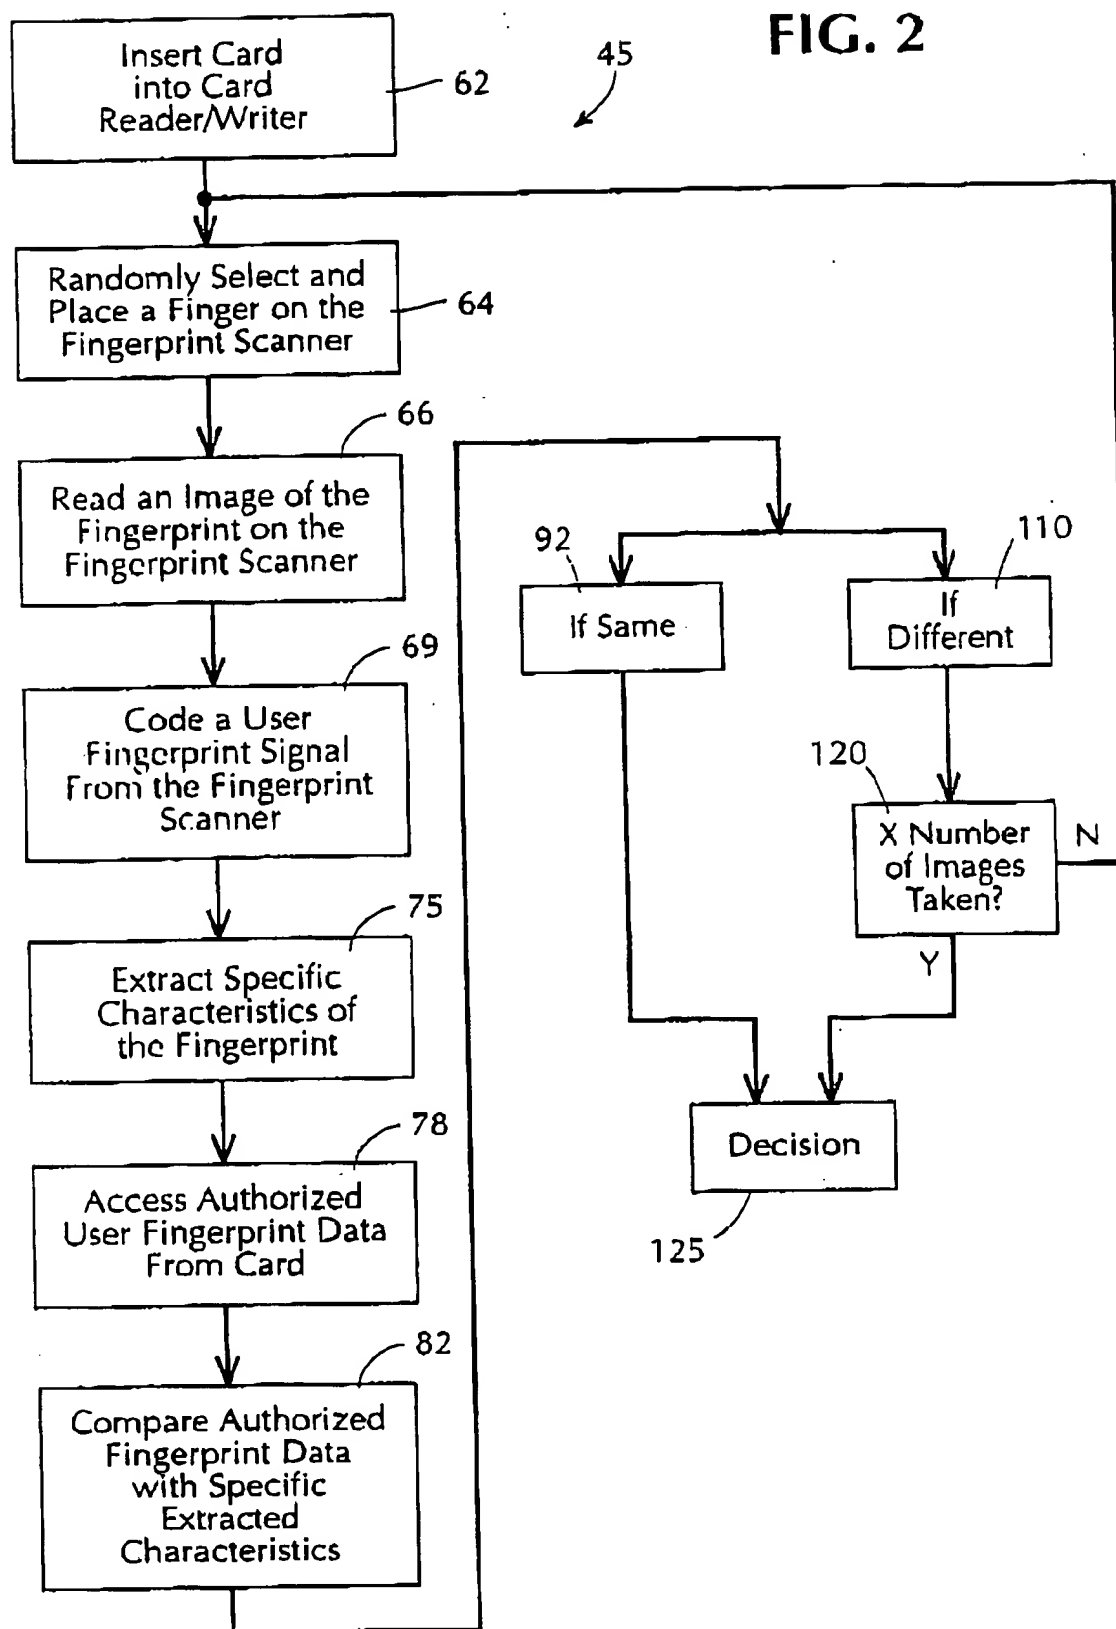 FIG. 2
45
Insert Card
into Card
Reader/Writer
62
Randomly Select and
Place a Finger on the
Fingerprint Scanner
64
66
Read an Image of the
Fingerprint on the
Fingerprint Scanner
69
Code a User
Fingerprint Signal
From the Fingerprint
Scanner
75
Extract Specific
Characteristics of
the Fingerprint
78
Access Authorized
User Fingerprint Data
From Card
82
Compare Authorized
Fingerprint Data
with Specific
Extracted
Characteristics
92
If Same
110
If
Different
120
X Number
of Images
Taken?
N
Y
Decision
125